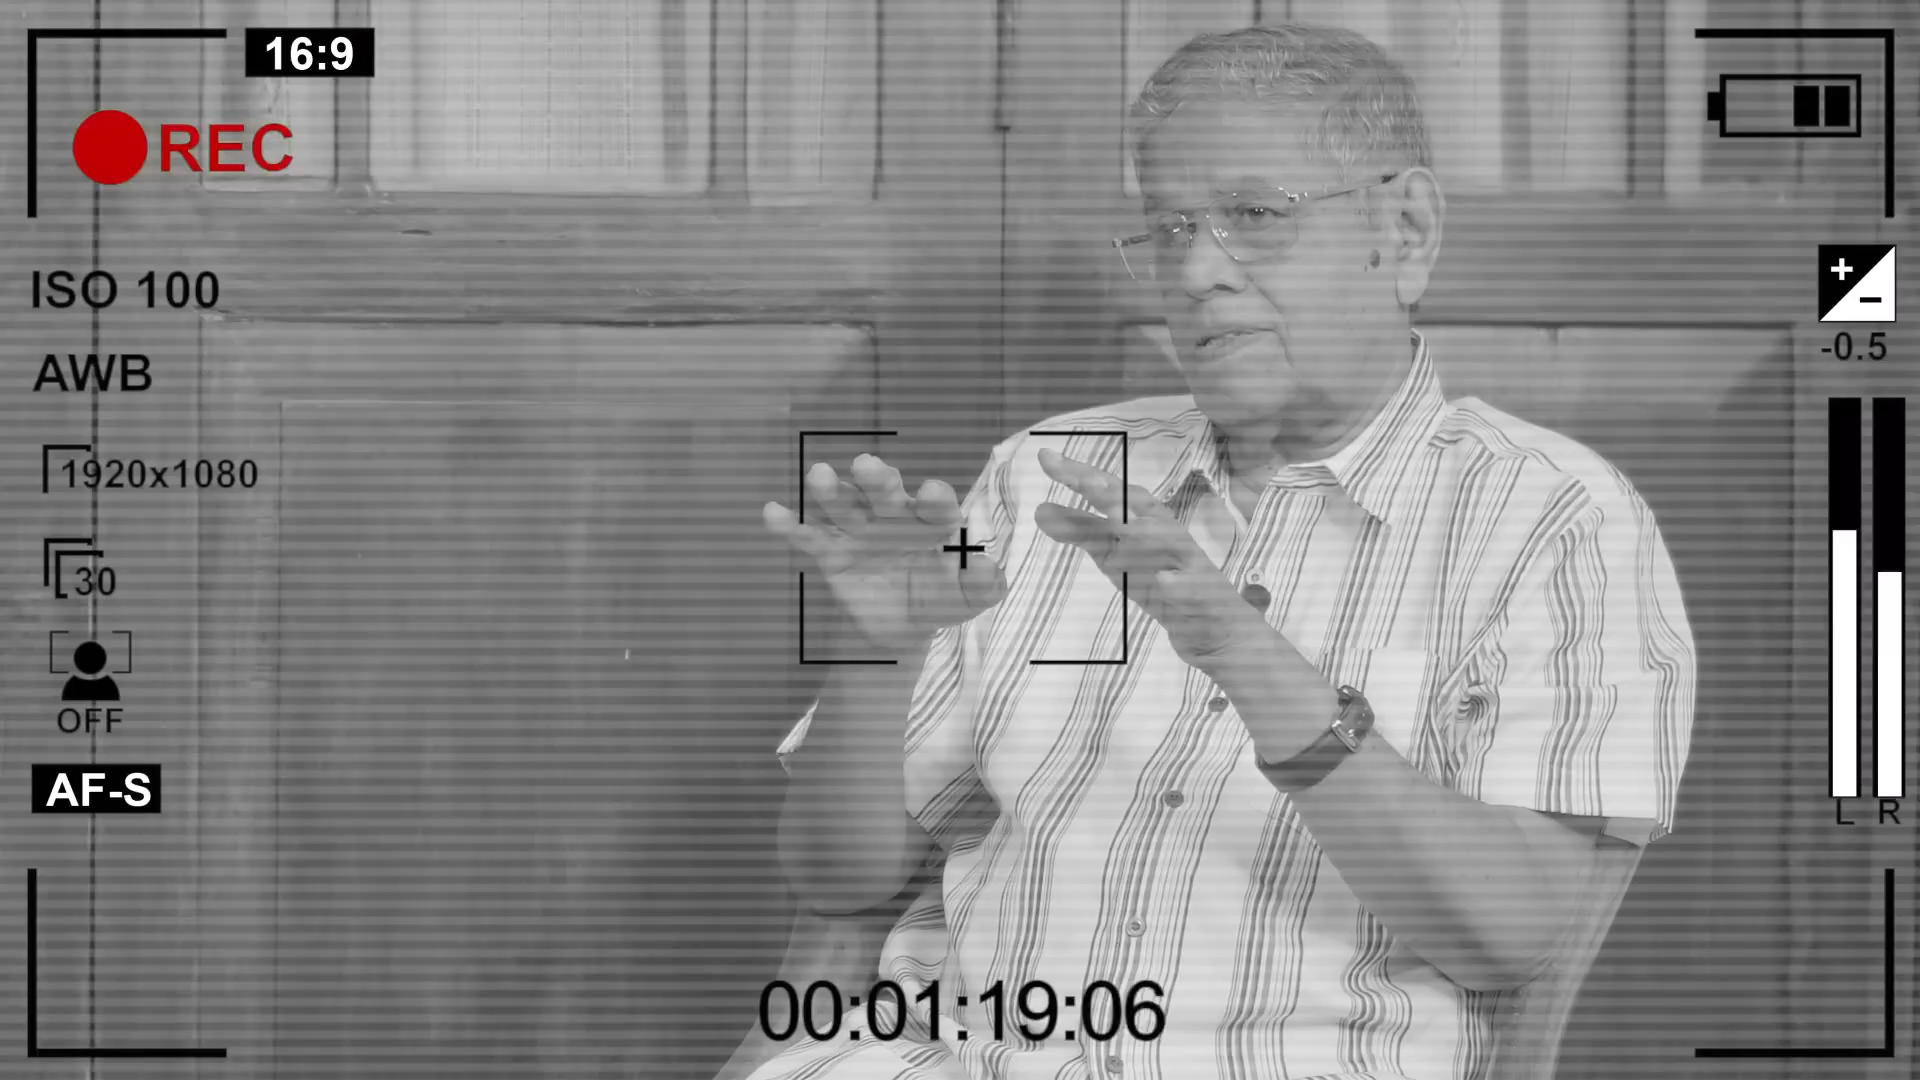 16:9
REC
ISO 100
AWB
1920x1080
30
OFF
AF-S
+
-
-0.5
L R
00:01:19:06